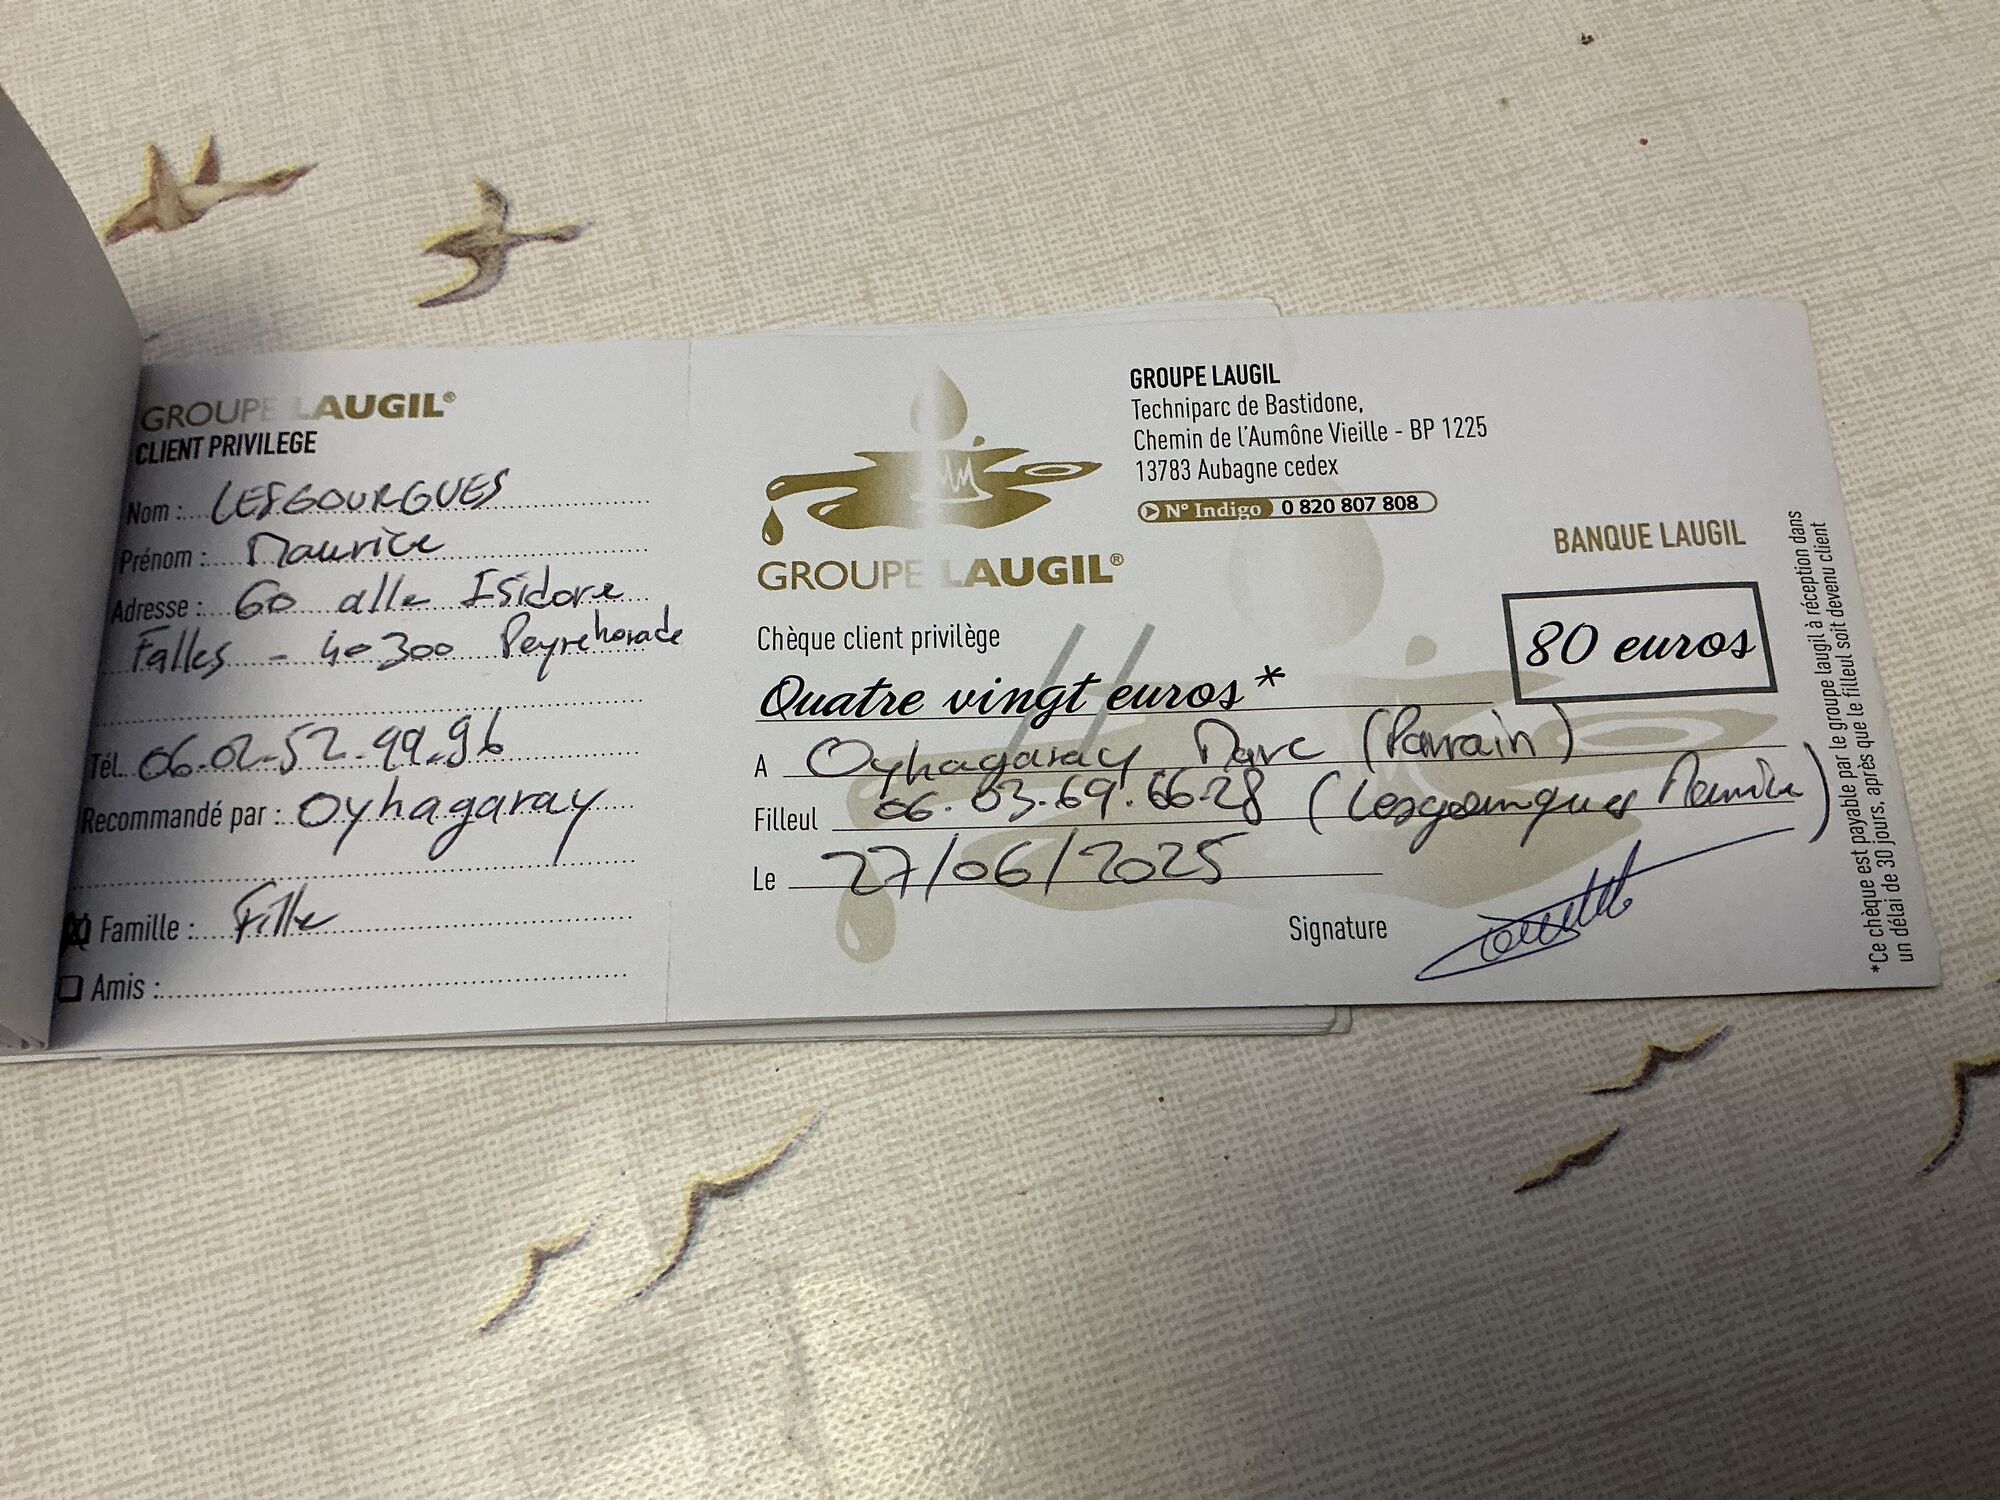 GROUPE LAUGIL®
CLIENT PRIVILEGE
Nom : LESGOURGUES
Prénom : Maurice
Adresse : 60 alle Isidore
Falles - 40300 Peyrehorade
Tél. 06.02.52.99.96
Recommandé par : Oyhagaray
Famille : Fille
Amis :
GROUPE LAUGIL®
GROUPE LAUGIL
Techniparc de Bastidone,
Chemin de l'Aumône Vieille - BP 1225
13783 Aubagne cedex
N° Indigo 0 820 807 808
BANQUE LAUGIL
80 euros
Chèque client privilège
Quatre vingt euros*
A Oyhagaray Marc (Parrain)
Filleul 06.03.69.66.28 (Lesgourgues Maurice)
Le 27/06/2025
Signature
*Ce chèque est payable par le groupe laugil à réception dans
un délai de 30 jours, après que le filleul soit devenu client